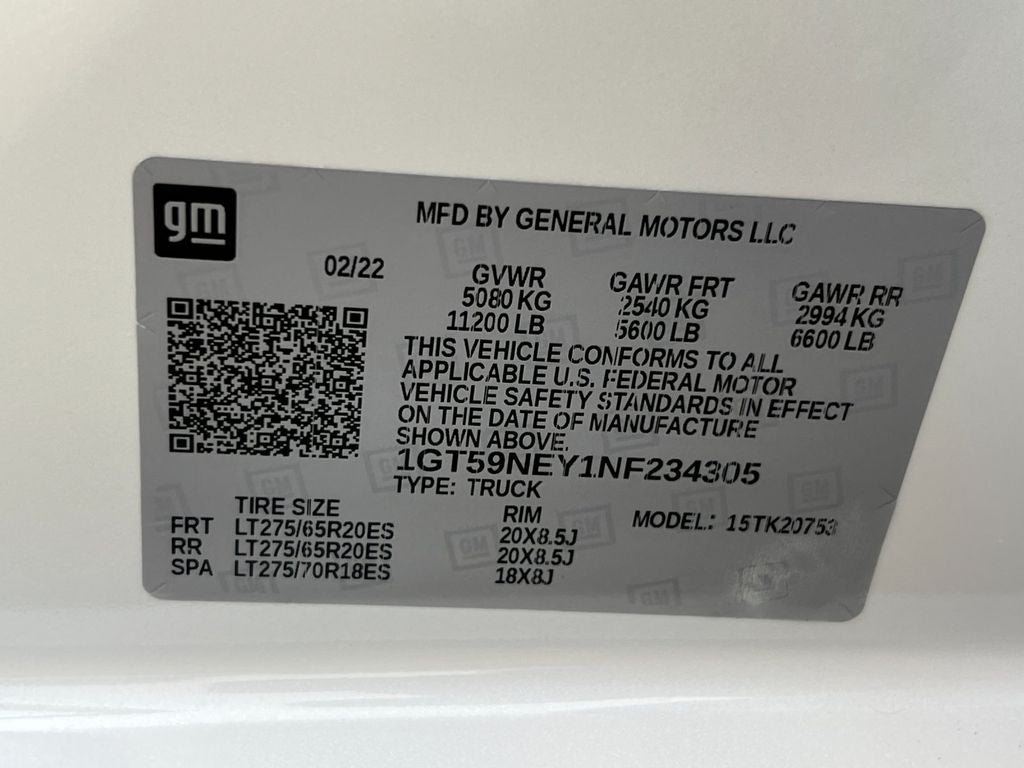 gm
MFD BY GENERAL MOTORS LLC
02/22
GVWR GAWR FRT GAWR RR
5080 KG 2540 KG 2994 KG
11200 LB 5600 LB 6600 LB
THIS VEHICLE CONFORMS TO ALL
APPLICABLE U.S. FEDERAL MOTOR
VEHICLE SAFETY STANDARDS IN EFFECT
ON THE DATE OF MANUFACTURE
SHOWN ABOVE.
1GT59NEY1NF234305
TYPE: TRUCK
TIRE SIZE RIM MODEL: 15TK20753
FRT LT275/65R20ES 20X8.5J
RR LT275/65R20ES 20X8.5J
SPA LT275/70R18ES 18X8J